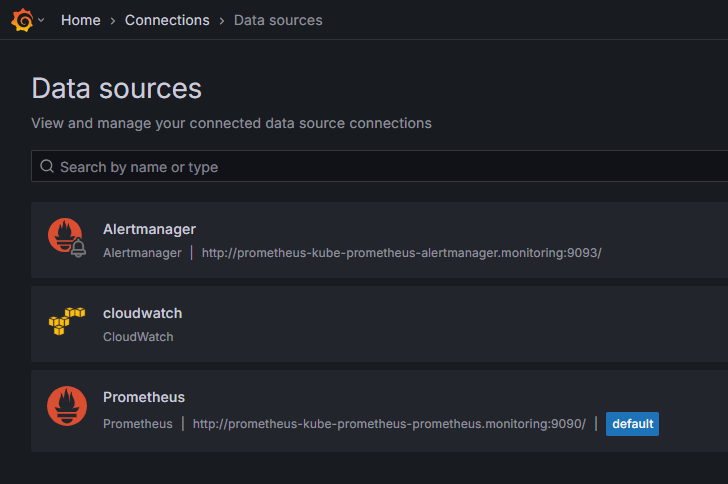 Home › Connections › Data sources
Data sources
View and manage your connected data source connections
Search by name or type
Alertmanager
Alertmanager | http://prometheus-kube-prometheus-alertmanager.monitoring:9093/
cloudwatch
CloudWatch
Prometheus
Prometheus | http://prometheus-kube-prometheus-prometheus.monitoring:9090/ | default